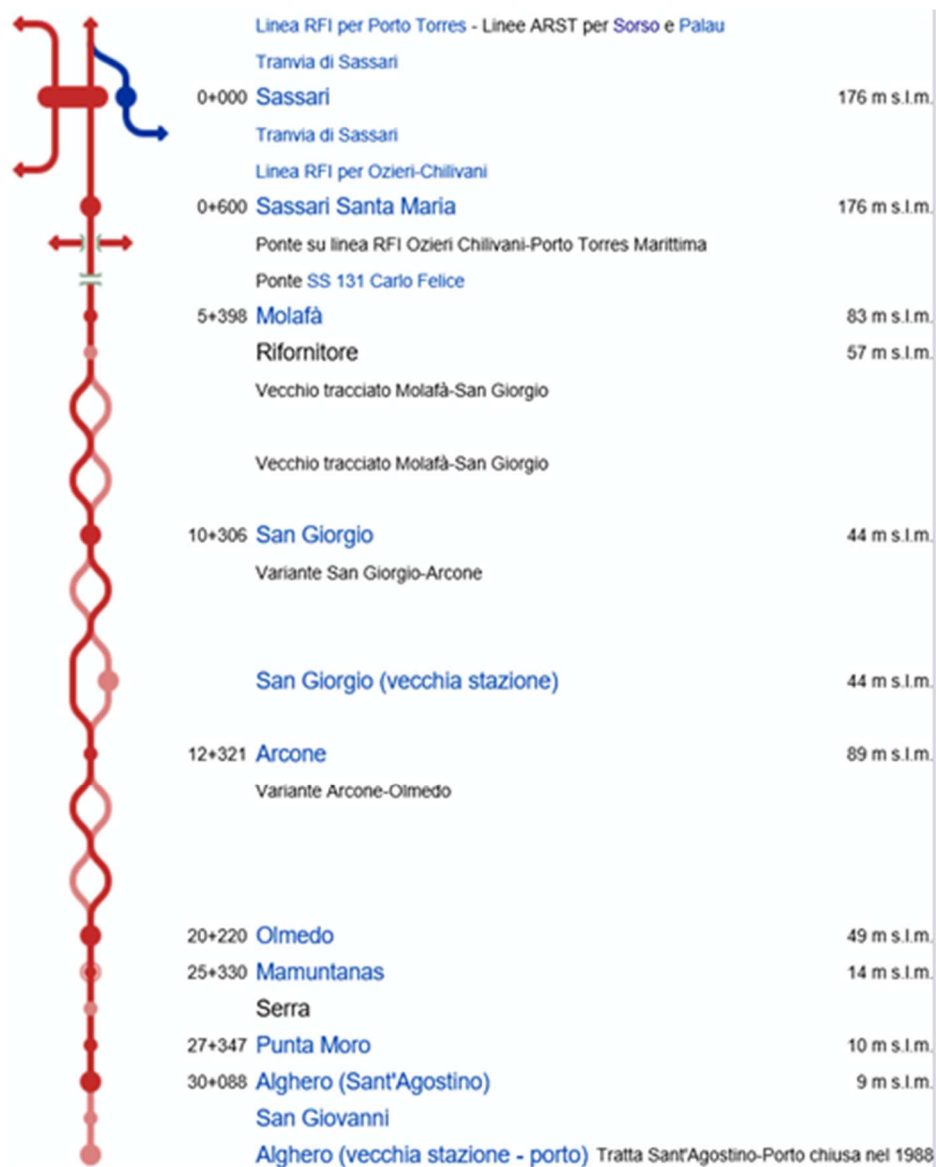 Linea RFI per Porto Torres - Linee ARST per Sorso e Palau
Tranvia di Sassari
0+000 Sassari 176 m s.l.m.
Tranvia di Sassari
Linea RFI per Ozieri-Chilivani
0+600 Sassari Santa Maria 176 m s.l.m.
Ponte su linea RFI Ozieri Chilivani-Porto Torres Marittima
Ponte SS 131 Carlo Felice
5+398 Molafà 83 m s.l.m.
Rifornitore 57 m s.l.m.
Vecchio tracciato Molafà-San Giorgio
Vecchio tracciato Molafà-San Giorgio
10+306 San Giorgio 44 m s.l.m.
Variante San Giorgio-Arcone
San Giorgio (vecchia stazione) 44 m s.l.m.
12+321 Arcone 89 m s.l.m.
Variante Arcone-Olmedo
20+220 Olmedo 49 m s.l.m.
25+330 Mamuntanas 14 m s.l.m.
Serra
27+347 Punta Moro 10 m s.l.m.
30+088 Alghero (Sant'Agostino) 9 m s.l.m.
San Giovanni
Alghero (vecchia stazione - porto) Tratta Sant'Agostino-Porto chiusa nel 1988